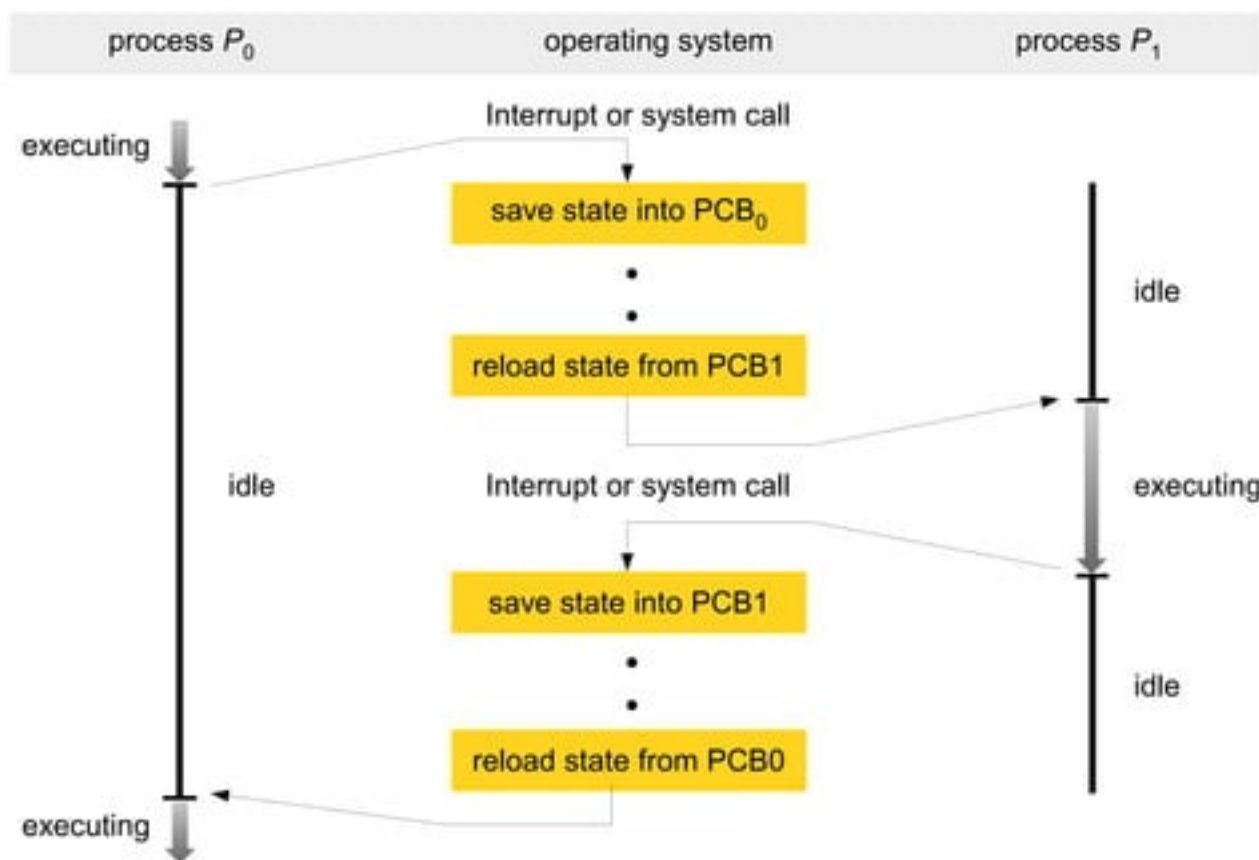 process P₀ operating system process P₁
Interrupt or system call
executing
save state into PCB₀
idle
reload state from PCB1
idle
Interrupt or system call
executing
save state into PCB1
idle
reload state from PCB0
executing